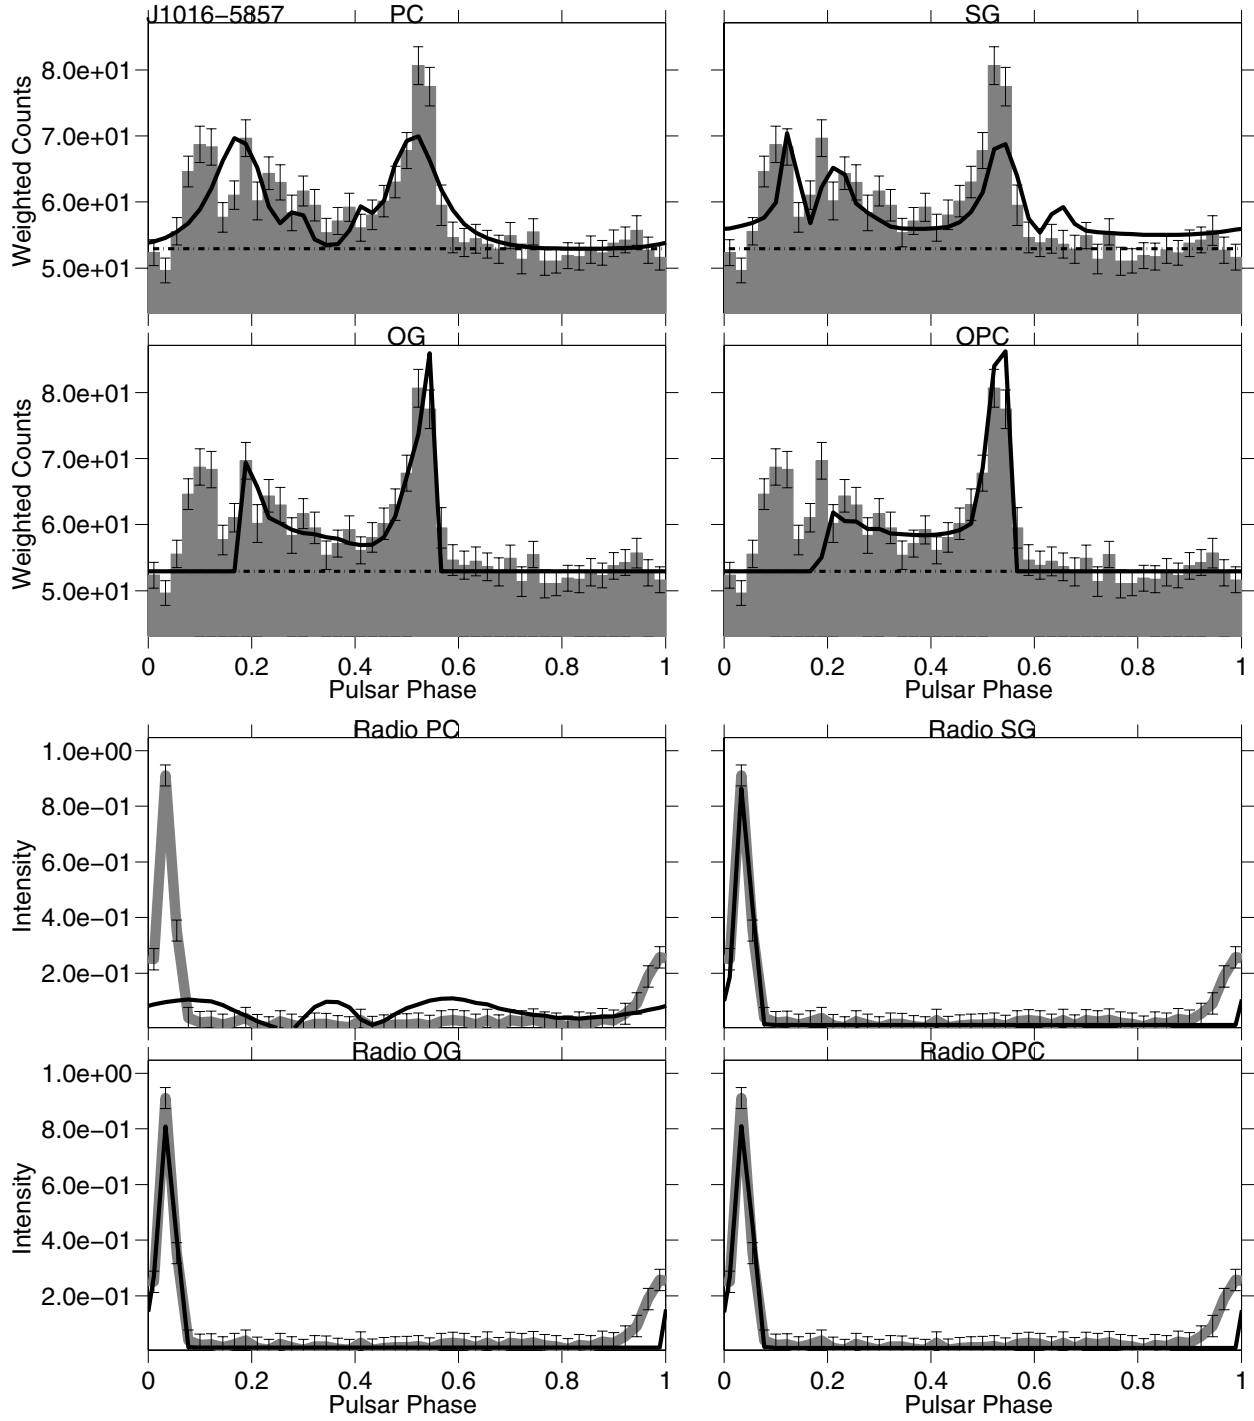 J1016−5857 PC SG
Weighted Counts
8.0e+01
7.0e+01
6.0e+01
5.0e+01
OG OPC
Weighted Counts
8.0e+01
7.0e+01
6.0e+01
5.0e+01
0 0.2 0.4 0.6 0.8 1 0 0.2 0.4 0.6 0.8 1
Pulsar Phase Pulsar Phase
Radio PC Radio SG
Intensity
1.0e+00
8.0e−01
6.0e−01
4.0e−01
2.0e−01
Radio OG Radio OPC
Intensity
1.0e+00
8.0e−01
6.0e−01
4.0e−01
2.0e−01
0 0.2 0.4 0.6 0.8 1 0 0.2 0.4 0.6 0.8 1
Pulsar Phase Pulsar Phase